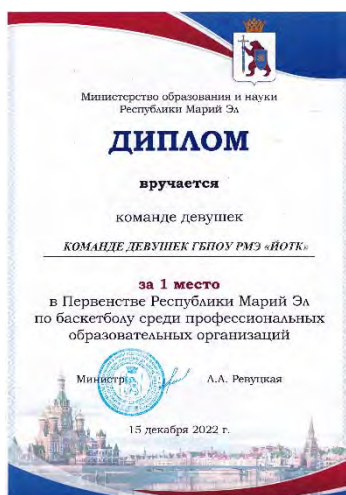 Министерство образования и науки
Республики Марий Эл
ДИПЛОМ
вручается
команде девушек
КОМАНДЕ ДЕВУШЕК ГБПОУ РМЭ «ЙОТК»
за 1 место
в Первенстве Республики Марий Эл
по баскетболу среди профессиональных
образовательных организаций
Министр Л.А. Ревуцкая
15 декабря 2022 г.